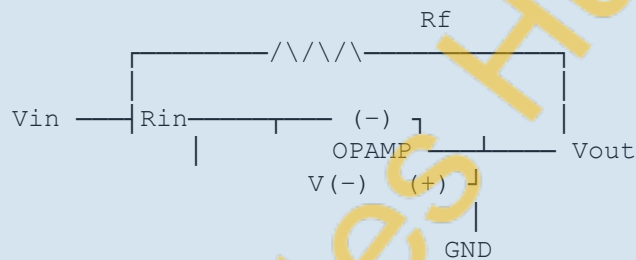 Rf
/\/\/\
Vin Rin (-)
OPAMP Vout
V(-) (+)
GND